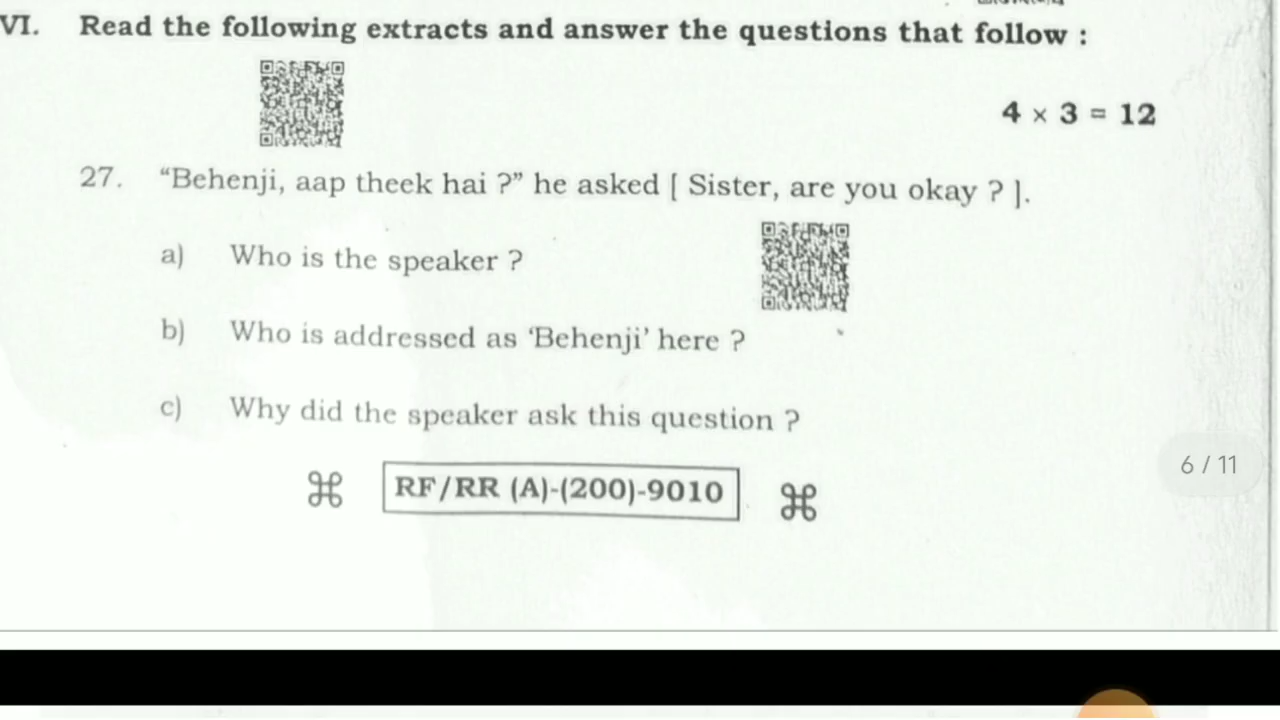 VI. Read the following extracts and answer the questions that follow :
4 × 3 = 12
27. “Behenji, aap theek hai ?” he asked [ Sister, are you okay ? ].
a) Who is the speaker ?
b) Who is addressed as ‘Behenji’ here ?
c) Why did the speaker ask this question ?
6 / 11
⌘ RF/RR (A)-(200)-9010 ⌘